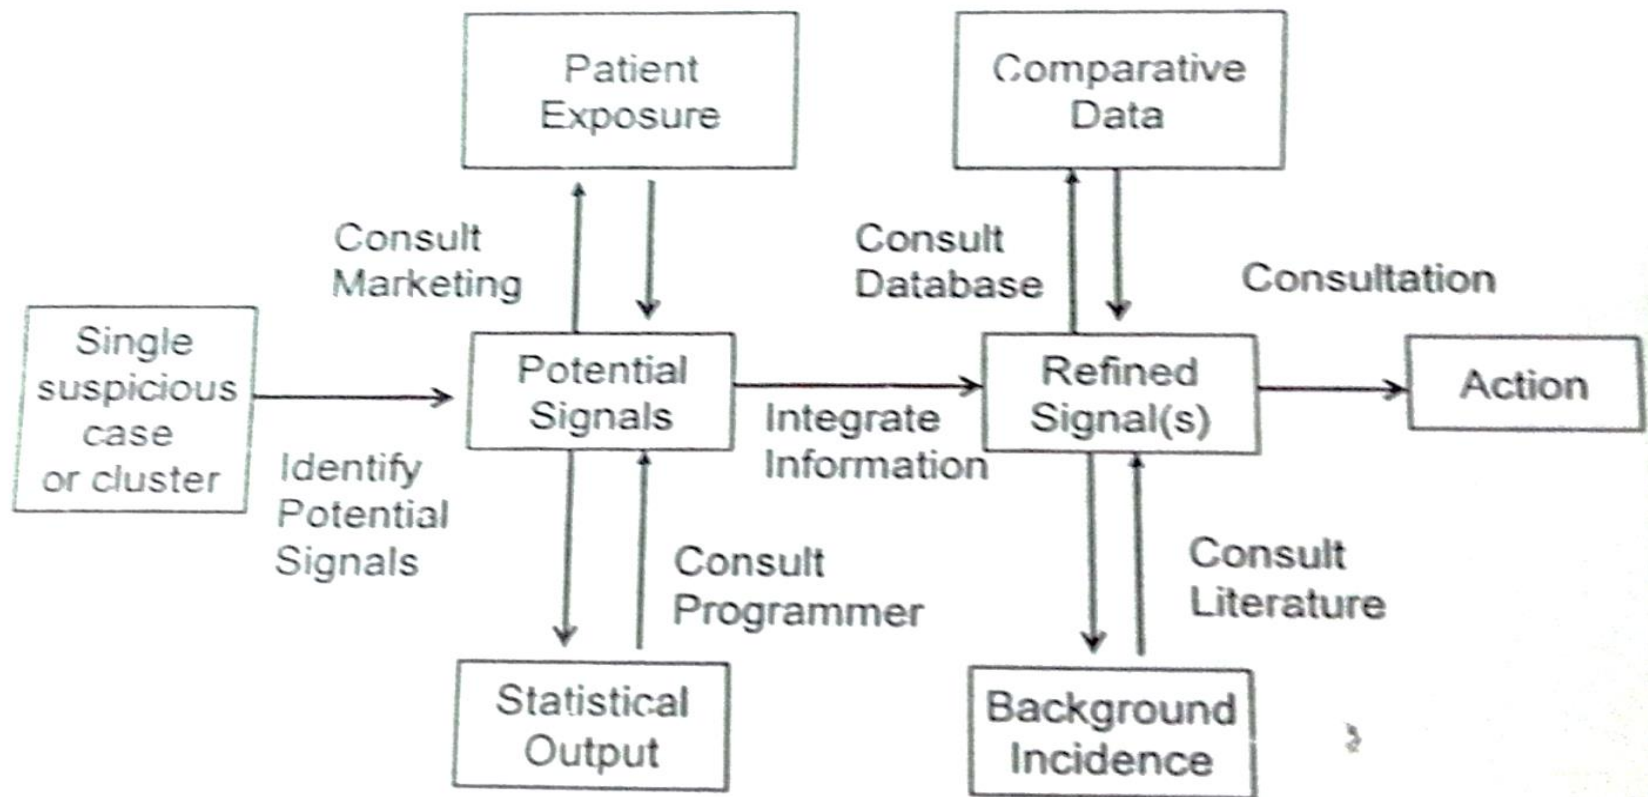 Patient
Exposure
Comparative
Data
Consult
Marketing
Consult
Database
Consultation
Single
suspicious
case
or cluster
Potential
Signals
Refined
Signal(s)
Action
Identify
Potential
Signals
Integrate
Information
Consult
Programmer
Consult
Literature
Statistical
Output
Background
Incidence